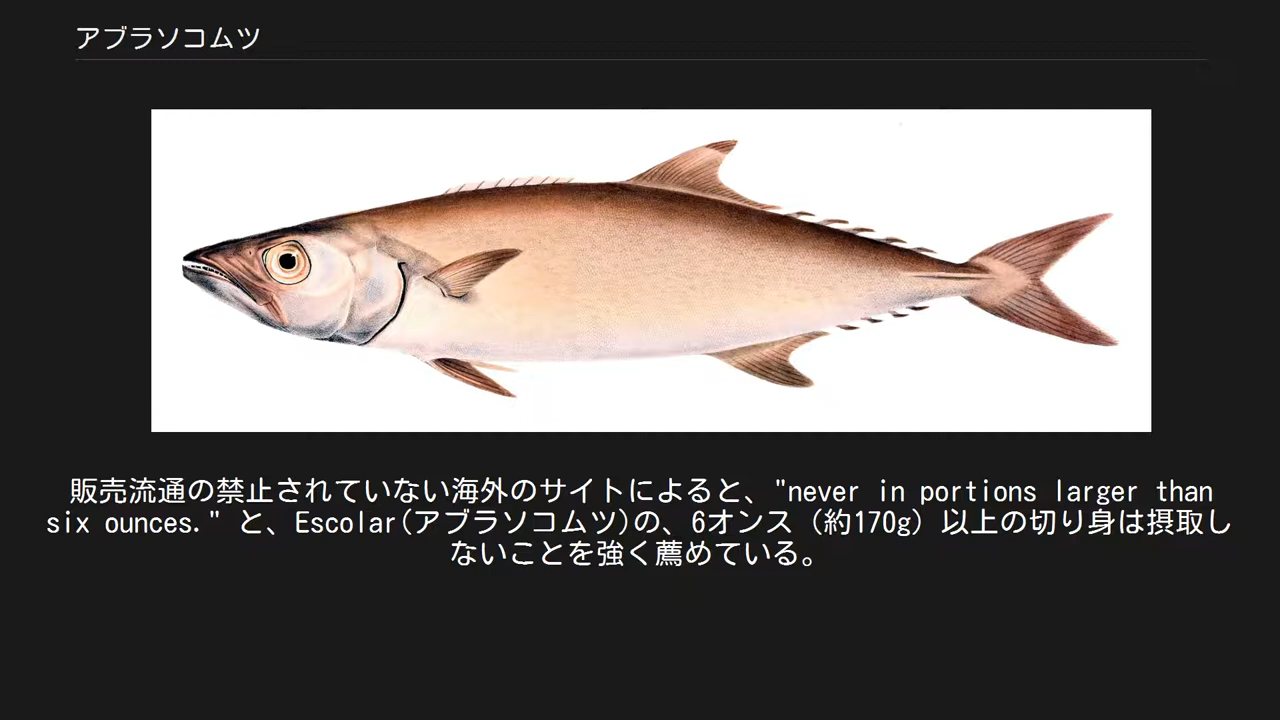 アブラソコムツ
販売流通の禁止されていない海外のサイトによると、"never in portions larger than
six ounces." と、Escolar(アブラソコムツ)の、6オンス（約170g）以上の切り身は摂取し
ないことを強く薦めている。